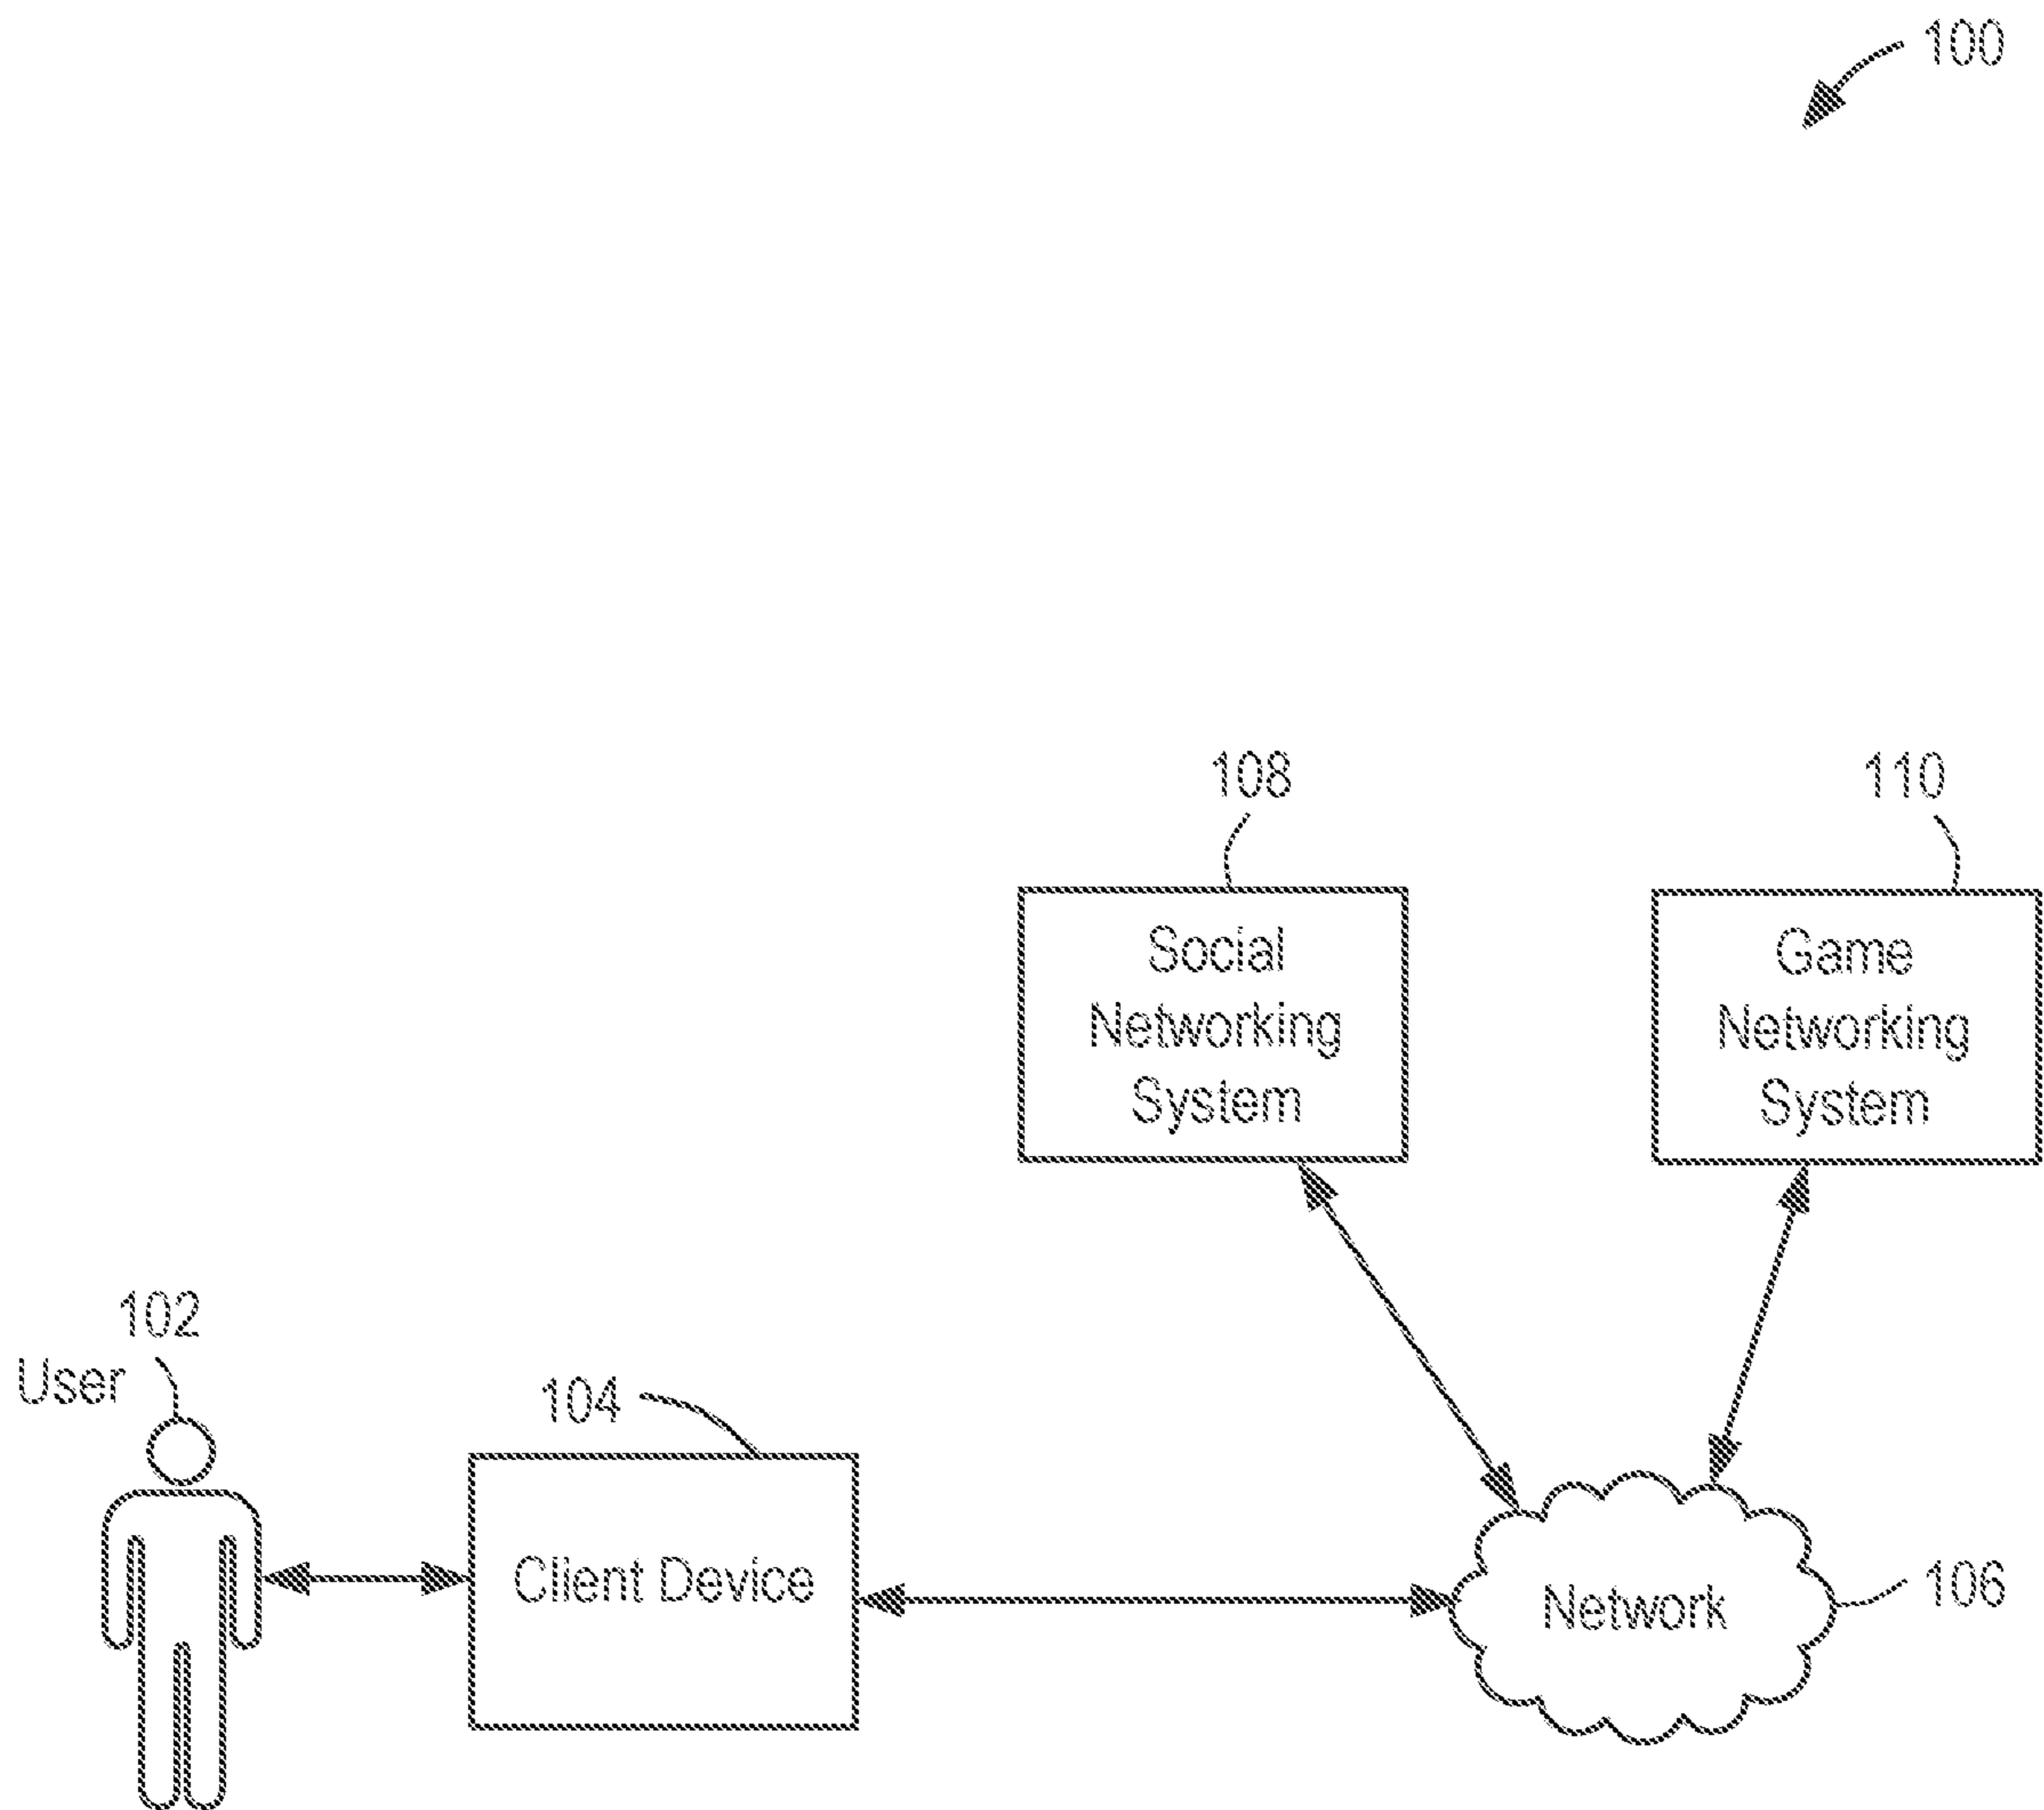 100
108
110
Social
Networking
System
Game
Networking
System
102
User
104
Client Device
Network
106